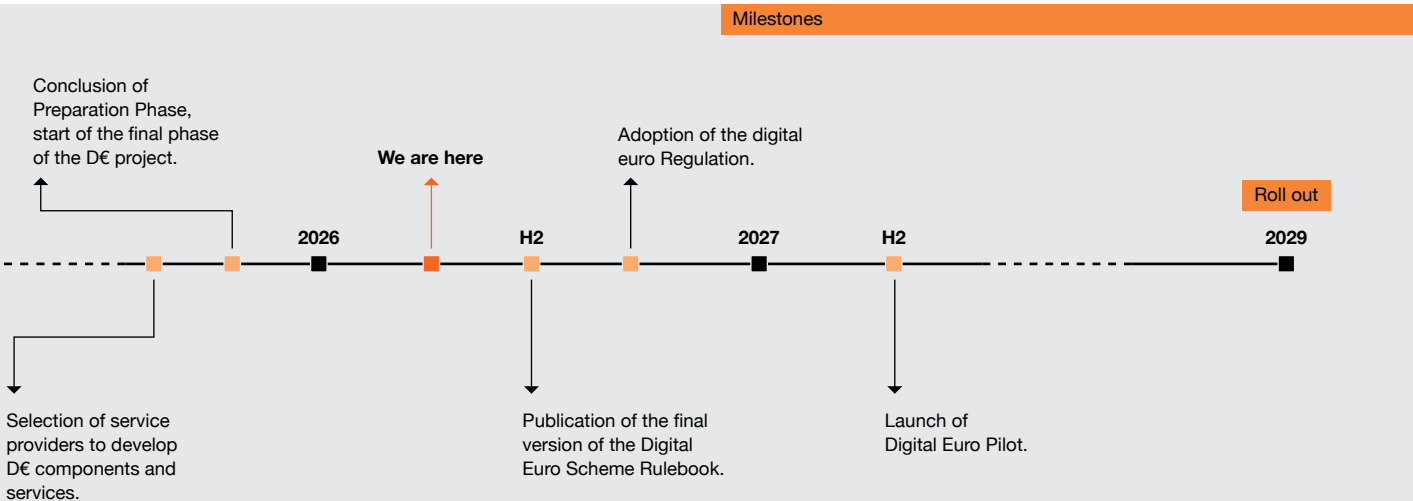 Milestones
Conclusion of
Preparation Phase,
start of the final phase
of the D€ project.
We are here
Adoption of the digital
euro Regulation.
Roll out
2026
H2
2027
H2
2029
Selection of service
providers to develop
D€ components and
services.
Publication of the final
version of the Digital
Euro Scheme Rulebook.
Launch of
Digital Euro Pilot.